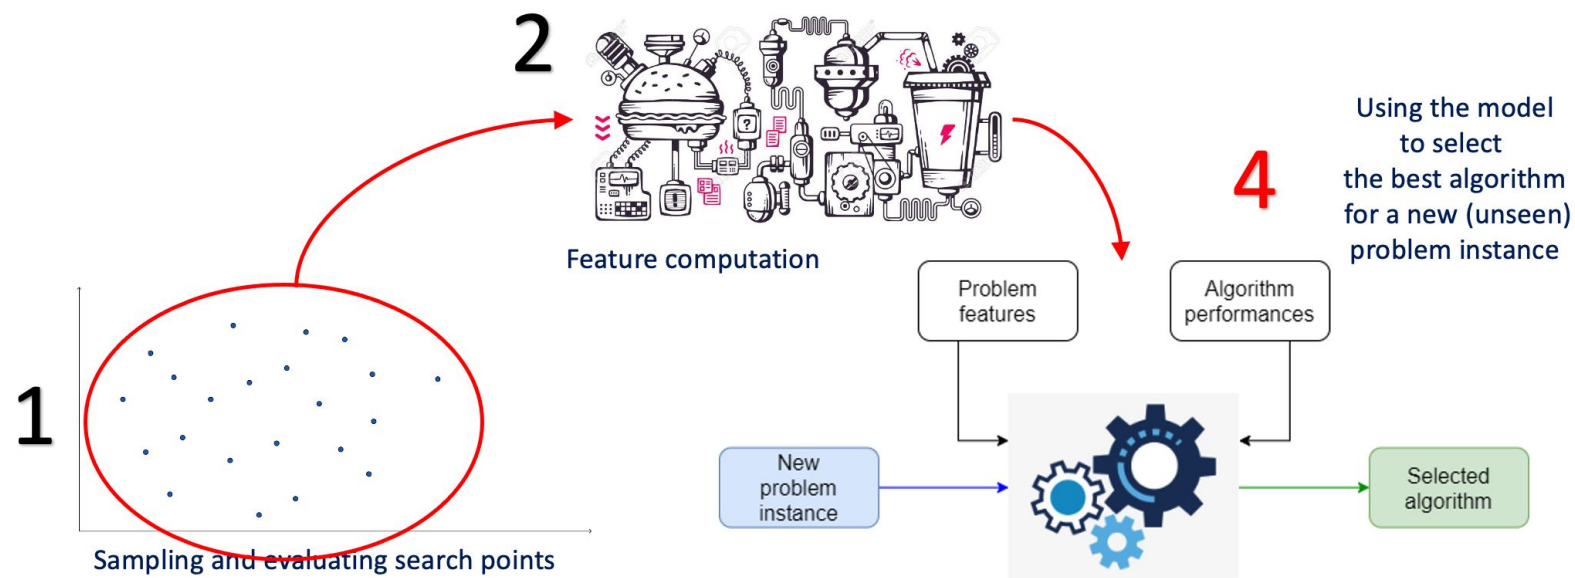 1
Sampling and evaluating search points
2
?
!
Feature computation
4
Using the model
to select
the best algorithm
for a new (unseen)
problem instance
Problem
features
Algorithm
performances
New
problem
instance
Selected
algorithm